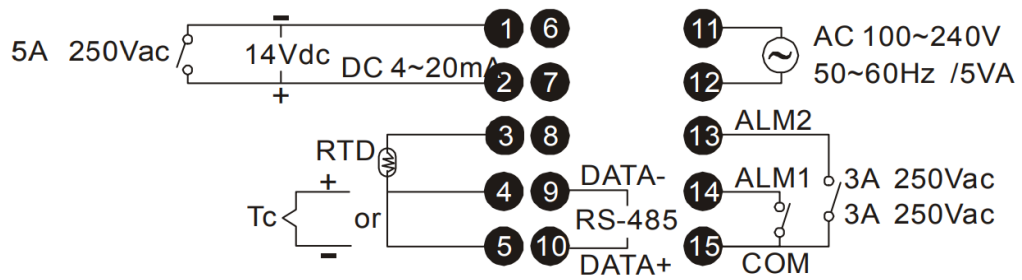 5A 250Vac
14Vdc
DC 4~20mA
RTD
Tc
or
1 6
2 7
3 8
4 9
5 10
DATA-
RS-485
DATA+
11
12
13
14
15
AC 100~240V
50~60Hz /5VA
ALM2
ALM1
3A 250Vac
3A 250Vac
COM